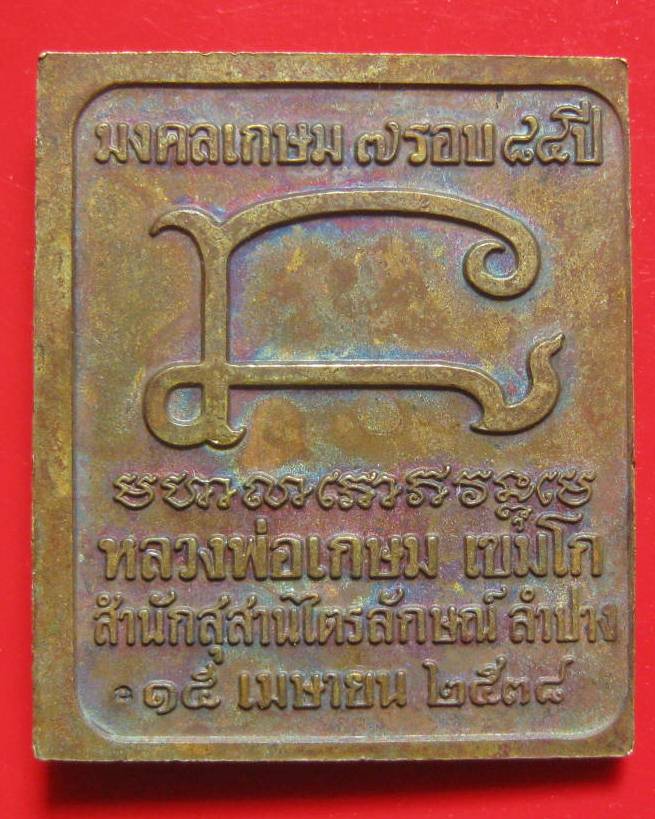 มงคลเกษม ๗ รอบ ๘๔ ปี
หลวงพ่อเกษม เขมโก
สำนักสุสานไตรลักษณ์ ลำปาง
๑๕ เมษายน ๒๕๓๘